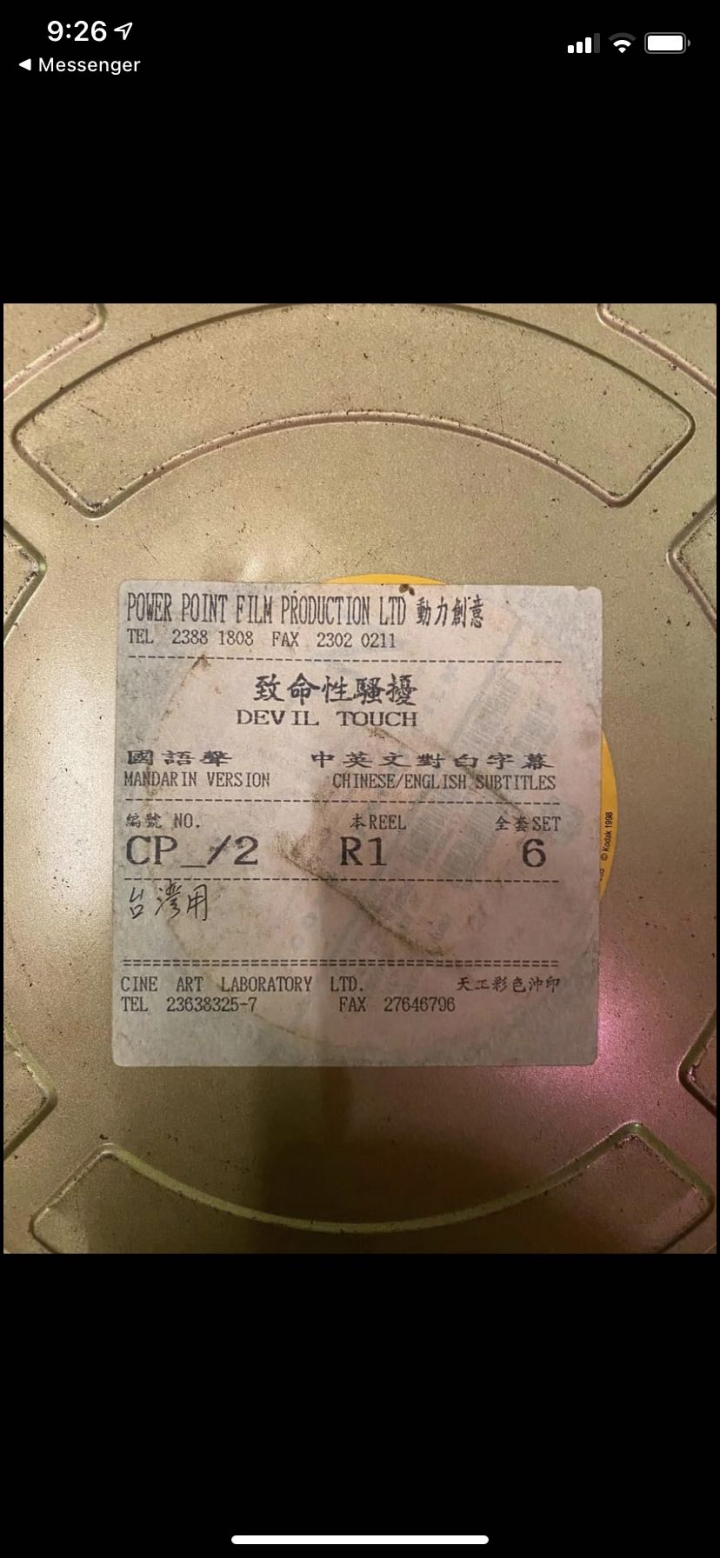 9:26
◀ Messenger
POWER POINT FILM PRODUCTION LTD 動力創意
TEL 2388 1808 FAX 2302 0211
致命性騷擾
DEVIL TOUCH
國語聲 中英文對白字幕
MANDARIN VERSION CHINESE/ENGLISH SUBTITLES
編號 NO. 本REEL 全套SET
CP_/2 R1 6
台灣用
CINE ART LABORATORY LTD. 天工彩色沖印
TEL 23638325-7 FAX 27646796
© Kodak 1998